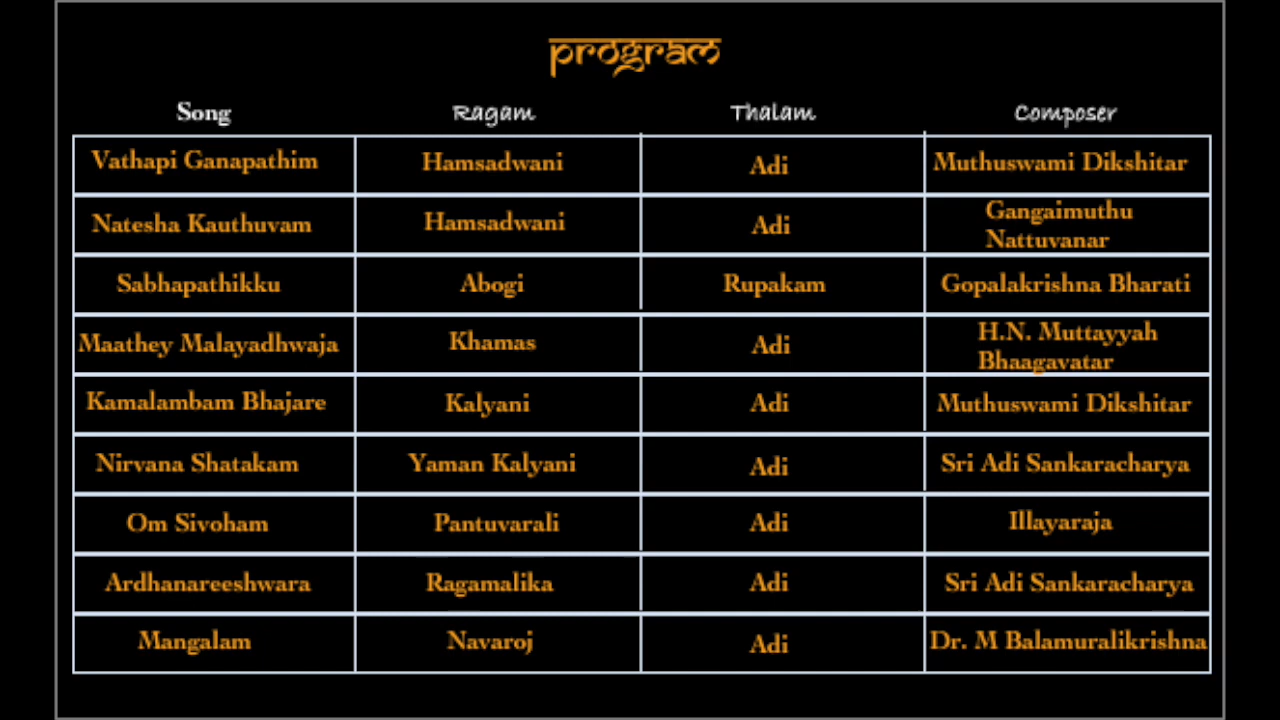 Program
Song Ragam Thalam Composer
Vathapi Ganapathim Hamsadwani Adi Muthuswami Dikshitar
Natesha Kauthuvam Hamsadwani Adi Gangaimuthu
Nattuvanar
Sabhapathikku Abogi Rupakam Gopalakrishna Bharati
Maathey Malayadhwaja Khamas Adi H.N. Muttayyah
Bhaagavatar
Kamalambam Bhajare Kalyani Adi Muthuswami Dikshitar
Nirvana Shatakam Yaman Kalyani Adi Sri Adi Sankaracharya
Om Sivoham Pantuvarali Adi Illayaraja
Ardhanareeshwara Ragamalika Adi Sri Adi Sankaracharya
Mangalam Navaroj Adi Dr. M Balamuralikrishna